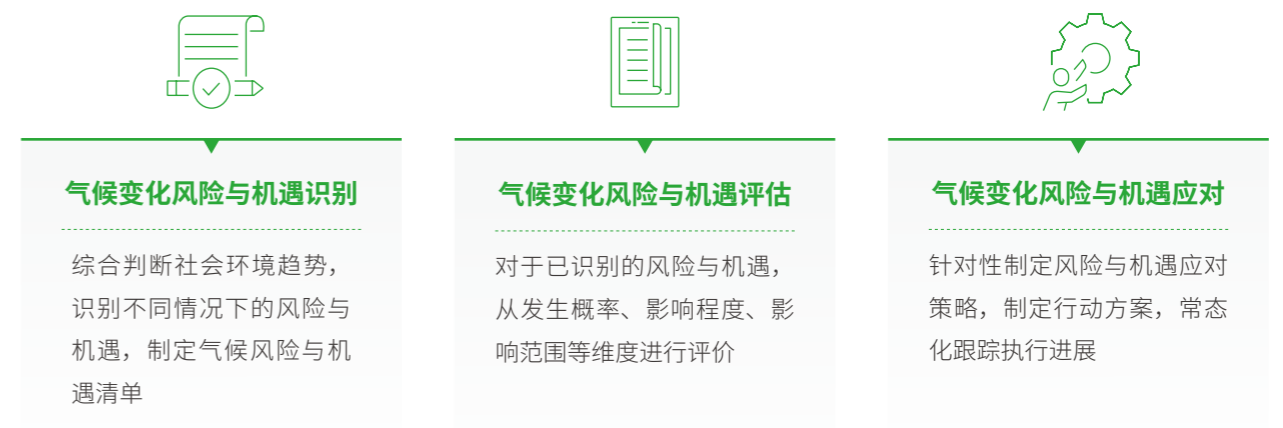 气候变化风险与机遇识别
综合判断社会环境趋势，
识别不同情况下的风险与
机遇，制定气候风险与机
遇清单
气候变化风险与机遇评估
对于已识别的风险与机遇，
从发生概率、影响程度、影
响范围等维度进行评价
气候变化风险与机遇应对
针对性制定风险与机遇应对
策略，制定行动方案，常态
化跟踪执行进展